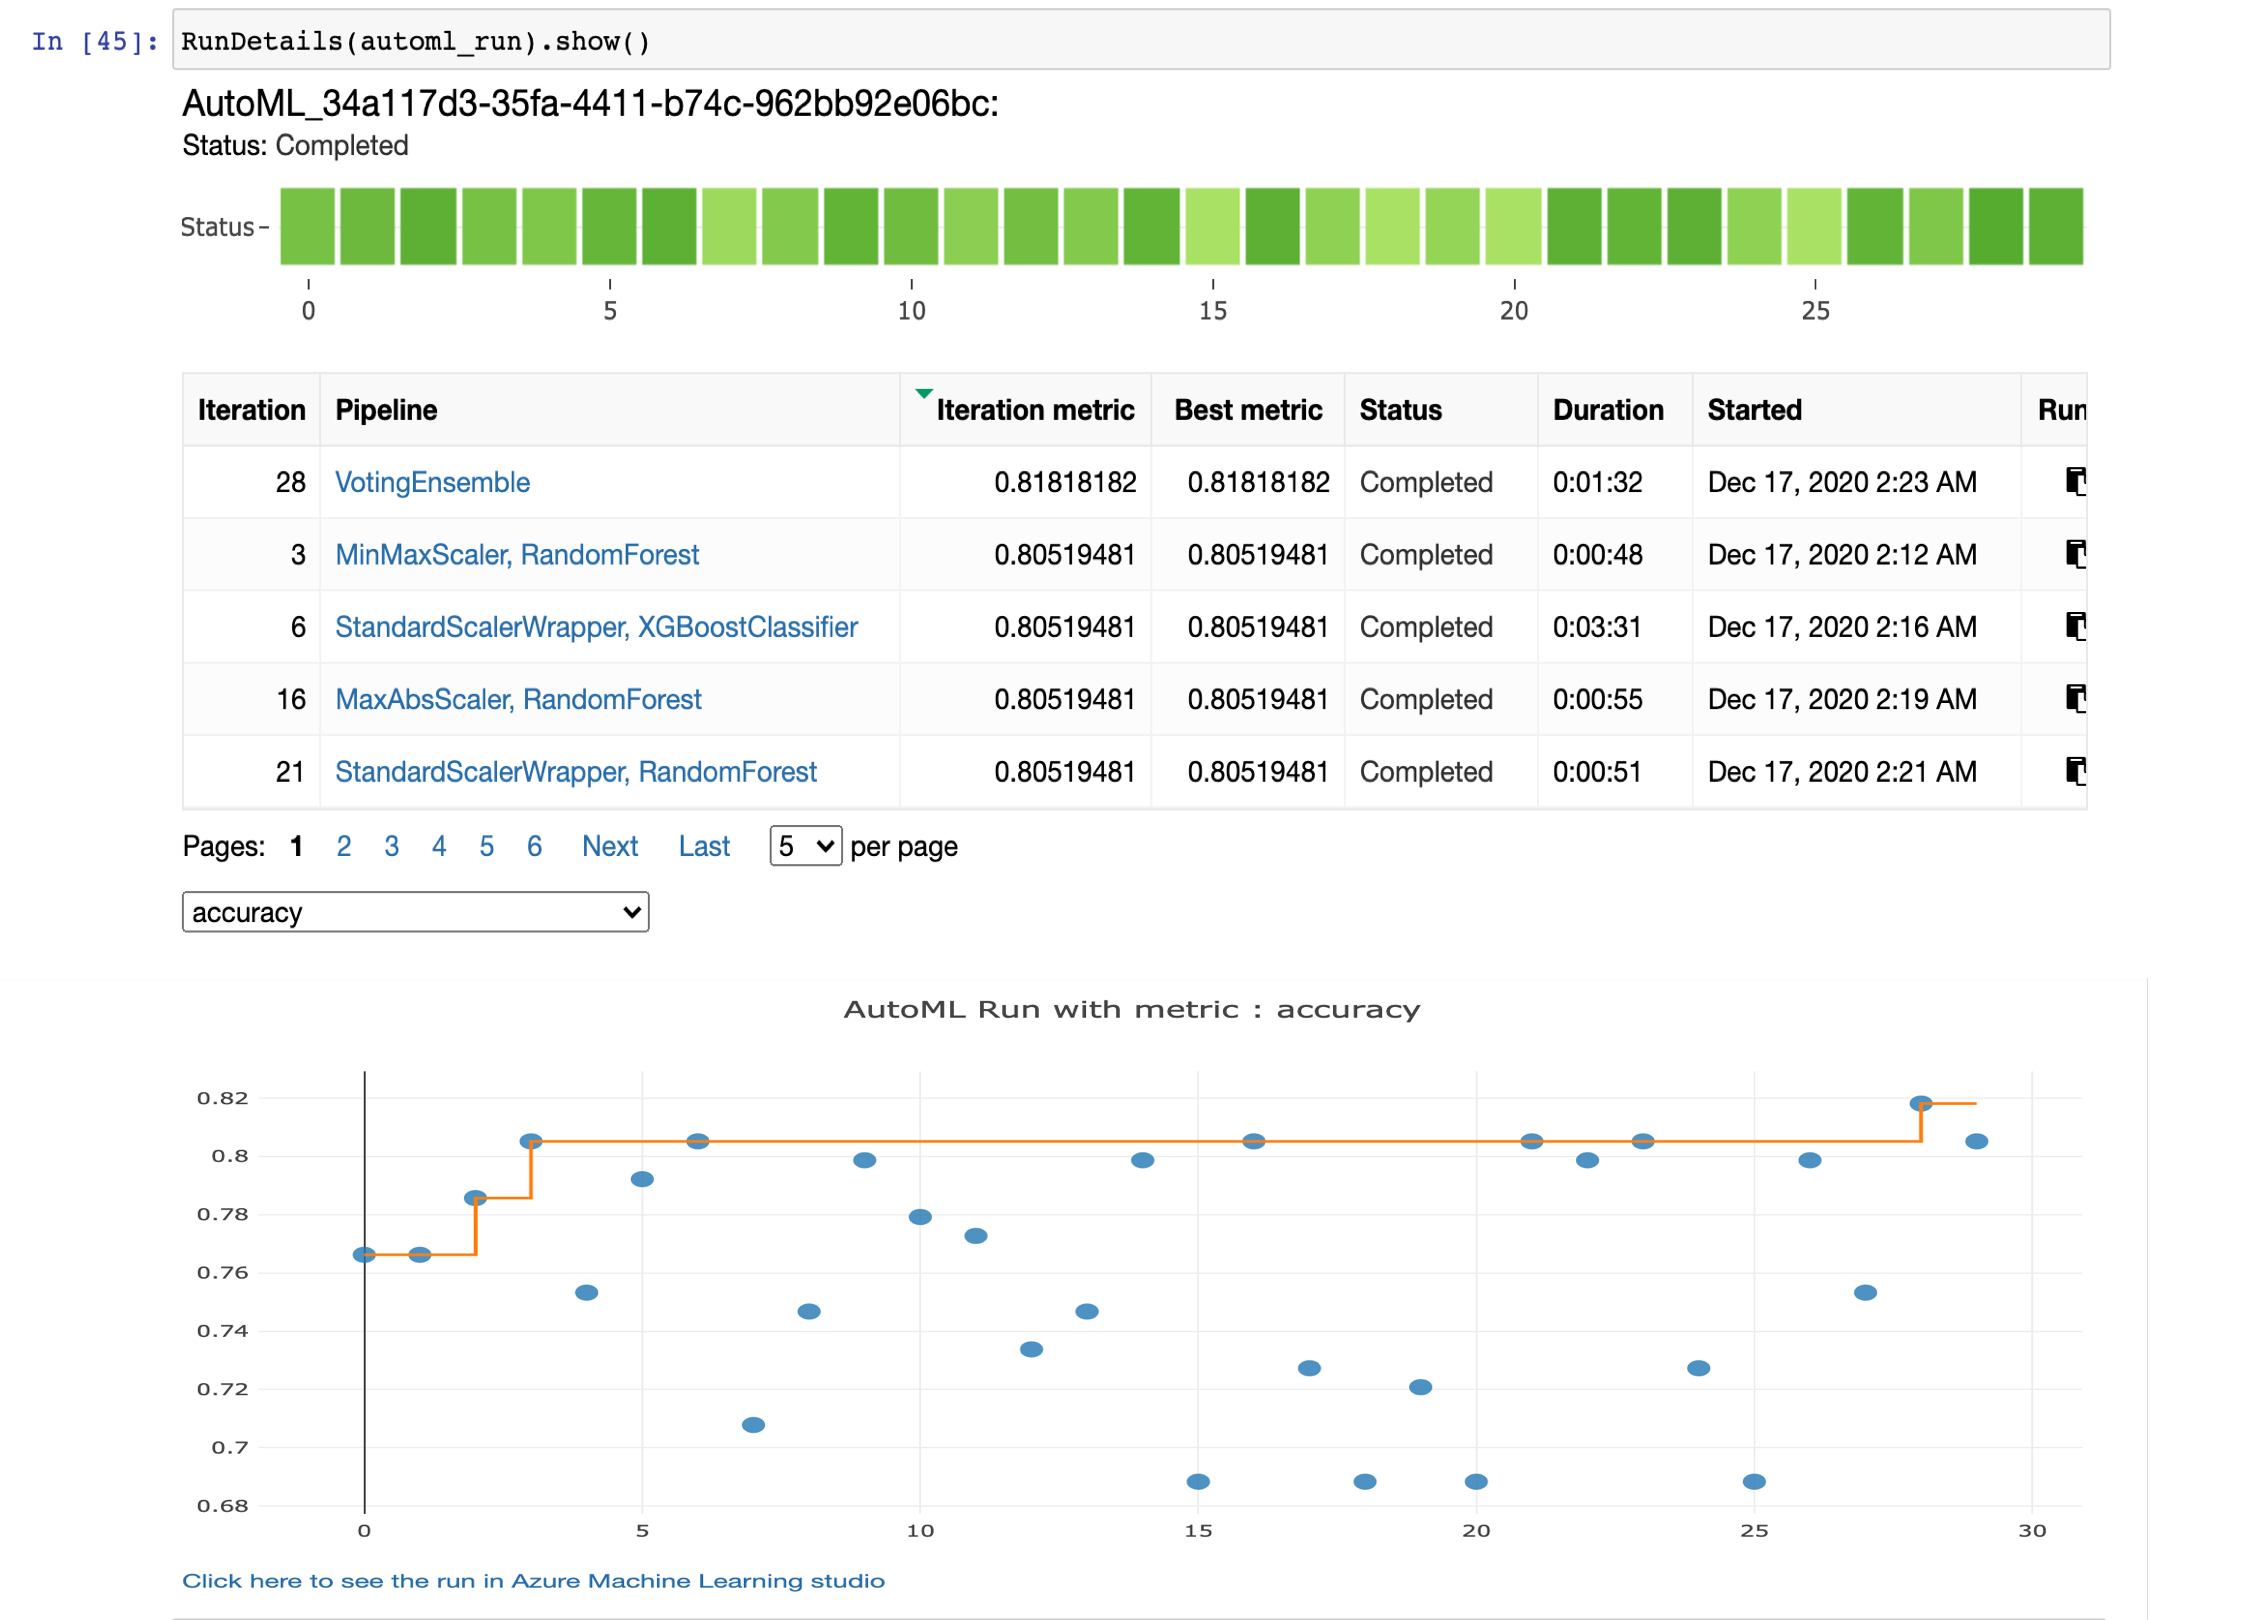 In [45]: RunDetails(automl_run).show()
AutoML_34a117d3-35fa-4411-b74c-962bb92e06bc:
Status: Completed
Status
0 5 10 15 20 25
Iteration Pipeline Iteration metric Best metric Status Duration Started Run
28 VotingEnsemble 0.81818182 0.81818182 Completed 0:01:32 Dec 17, 2020 2:23 AM
3 MinMaxScaler, RandomForest 0.80519481 0.80519481 Completed 0:00:48 Dec 17, 2020 2:12 AM
6 StandardScalerWrapper, XGBoostClassifier 0.80519481 0.80519481 Completed 0:03:31 Dec 17, 2020 2:16 AM
16 MaxAbsScaler, RandomForest 0.80519481 0.80519481 Completed 0:00:55 Dec 17, 2020 2:19 AM
21 StandardScalerWrapper, RandomForest 0.80519481 0.80519481 Completed 0:00:51 Dec 17, 2020 2:21 AM
Pages: 1 2 3 4 5 6 Next Last 5 per page
accuracy
AutoML Run with metric : accuracy
0.82
0.8
0.78
0.76
0.74
0.72
0.7
0.68
0 5 10 15 20 25 30
Click here to see the run in Azure Machine Learning studio